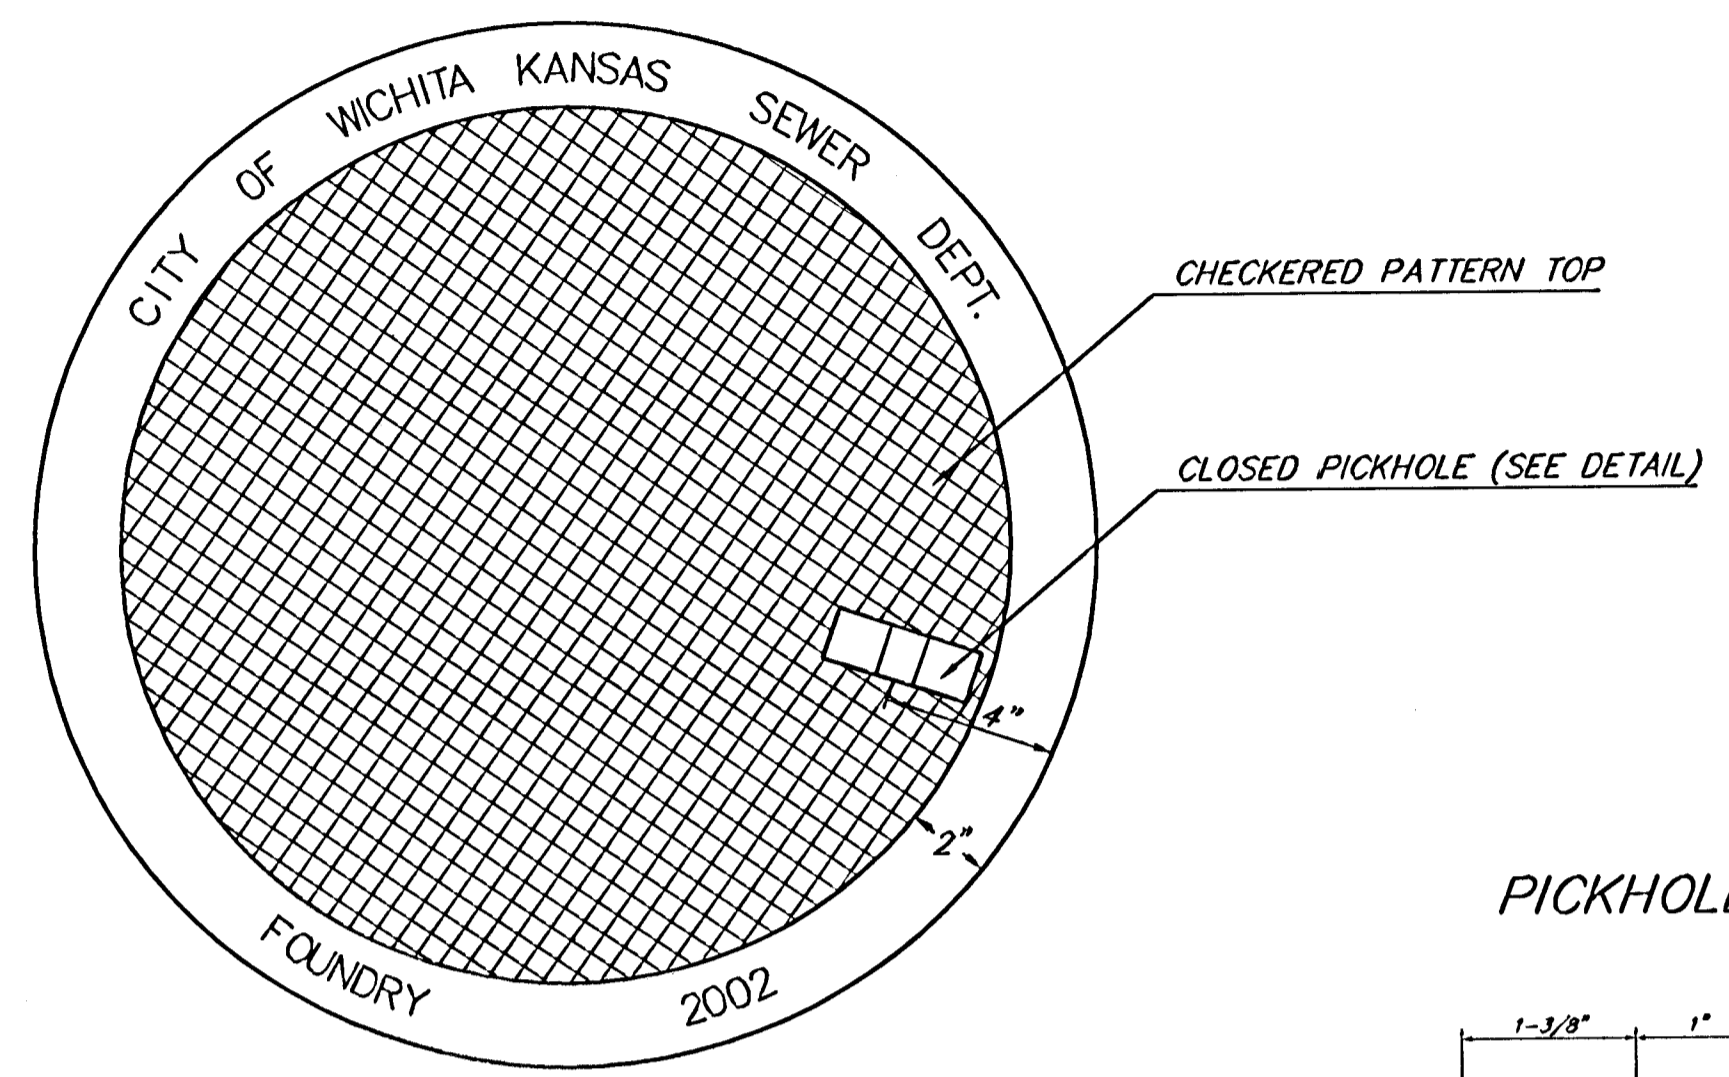 CITY OF WICHITA KANSAS SEWER DEPT.
CHECKERED PATTERN TOP
CLOSED PICKHOLE (SEE DETAIL)
4"
2"
FOUNDRY 2002
PICKHOLE
1-3/8" 1"